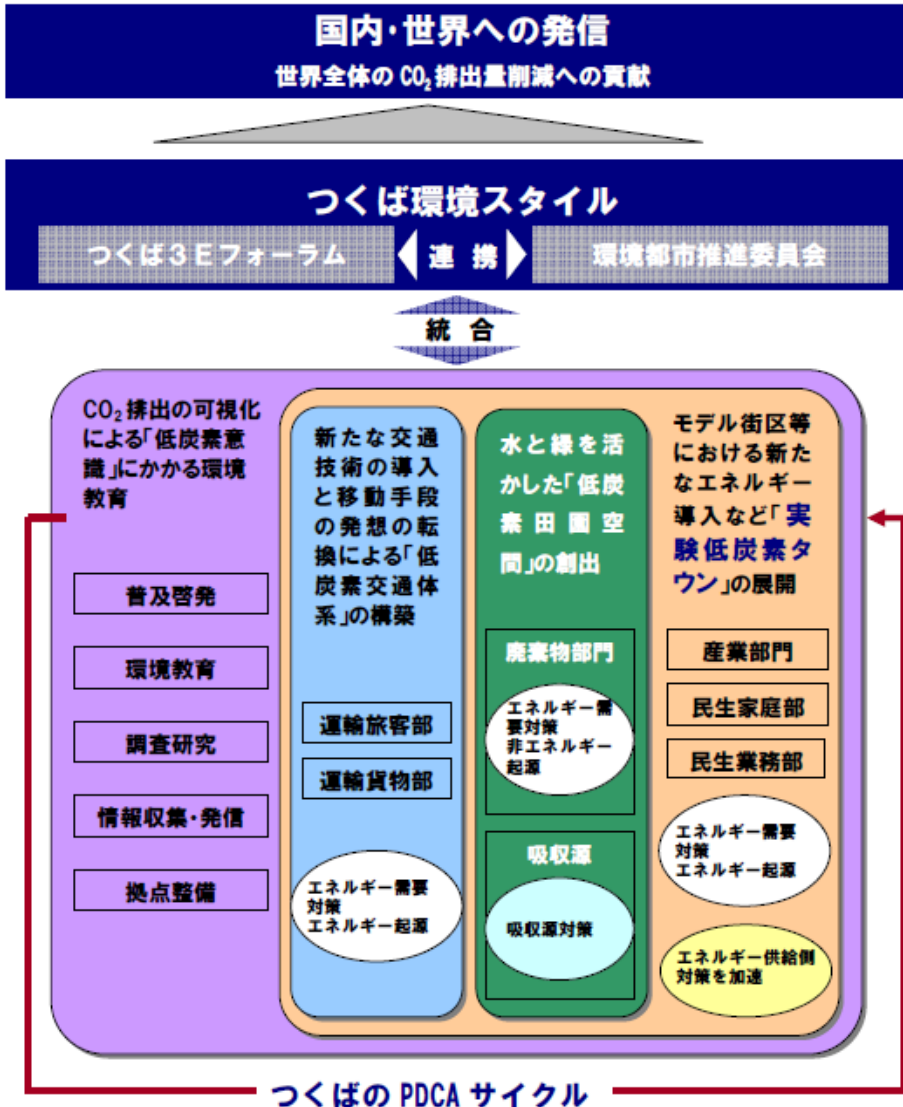 国内・世界への発信
世界全体の CO₂ 排出量削減への貢献
つくば環境スタイル
つくば3Eフォーラム
連 携
環境都市推進委員会
統 合
CO₂ 排出の可視化
による「低炭素意
識」にかかる環境
教育
普及啓発
環境教育
調査研究
情報収集・発信
拠点整備
新たな交通
技術の導入
と移動手段
の発想の転
換による「低
炭素交通体
系」の構築
運輸旅客部
運輸貨物部
エネルギー需要
対策
エネルギー起源
水と緑を活
かした「低炭
素田園空
間」の創出
廃棄物部門
エネルギー需
要対策
非エネルギー
起源
吸収源
吸収源対策
モデル街区等
における新た
なエネルギー
導入など「実
験低炭素タ
ウン」の展開
産業部門
民生家庭部
民生業務部
エネルギー需要
対策
エネルギー起源
エネルギー供給側
対策を加速
つくばの PDCA サイクル